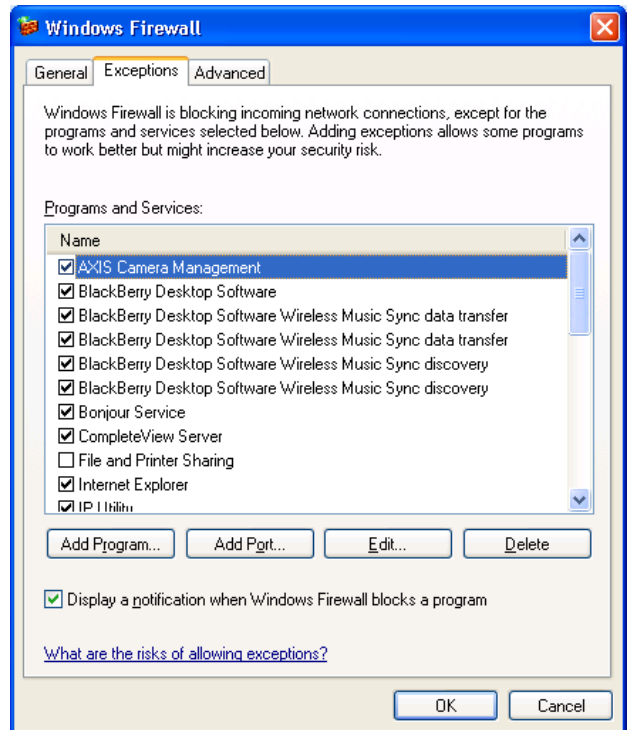 Windows Firewall
General Exceptions Advanced
Windows Firewall is blocking incoming network connections, except for the
programs and services selected below. Adding exceptions allows some programs
to work better but might increase your security risk.
Programs and Services:
Name
AXIS Camera Management
BlackBerry Desktop Software
BlackBerry Desktop Software Wireless Music Sync data transfer
BlackBerry Desktop Software Wireless Music Sync data transfer
BlackBerry Desktop Software Wireless Music Sync discovery
BlackBerry Desktop Software Wireless Music Sync discovery
Bonjour Service
CompleteView Server
File and Printer Sharing
Internet Explorer
IP Utility
Add Program... Add Port... Edit... Delete
Display a notification when Windows Firewall blocks a program
What are the risks of allowing exceptions?
OK Cancel